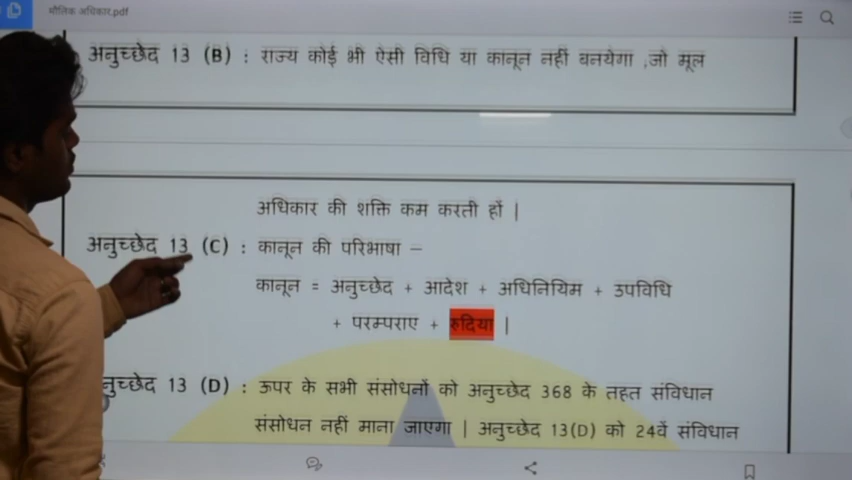 मौलिक अधिकार.pdf
अनुच्छेद 13 (B) : राज्य कोई भी ऐसी विधि या कानून नहीं बनयेगा ,जो मूल
अधिकार की शक्ति कम करती हों |
अनुच्छेद 13 (C) : कानून की परिभाषा –
कानून = अनुच्छेद + आदेश + अधिनियिम + उपविधि
+ परम्पराए + रुदिया |
नुच्छेद 13 (D) : ऊपर के सभी संसोधनों को अनुच्छेद 368 के तहत संविधान
संसोधन नहीं माना जाएगा | अनुच्छेद 13(D) को 24वें संविधान